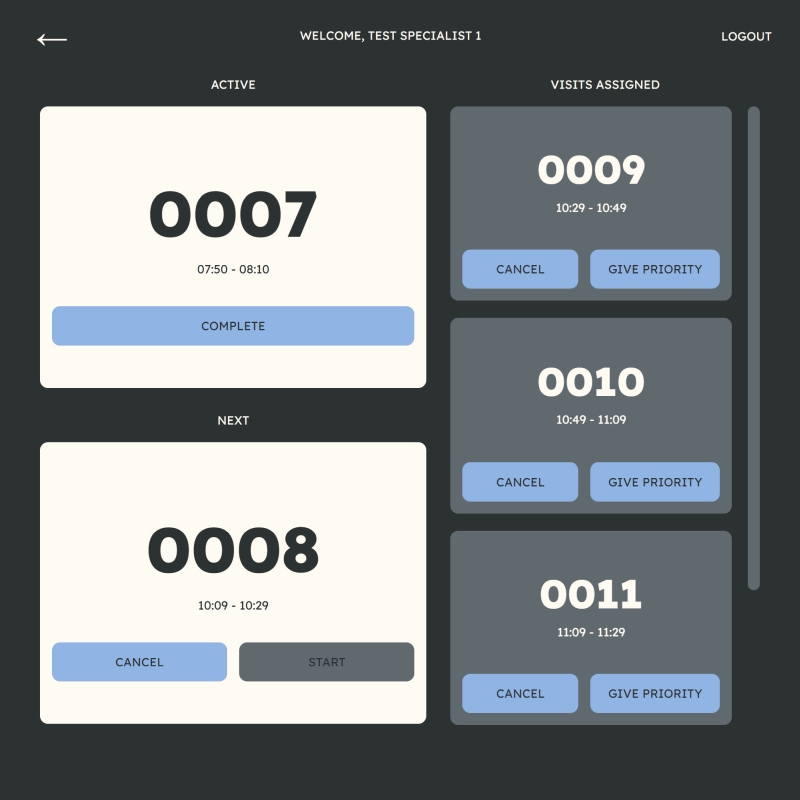 WELCOME, TEST SPECIALIST 1
LOGOUT
ACTIVE
0007
07:50 - 08:10
COMPLETE
NEXT
0008
10:09 - 10:29
CANCEL
START
VISITS ASSIGNED
0009
10:29 - 10:49
CANCEL
GIVE PRIORITY
0010
10:49 - 11:09
CANCEL
GIVE PRIORITY
0011
11:09 - 11:29
CANCEL
GIVE PRIORITY